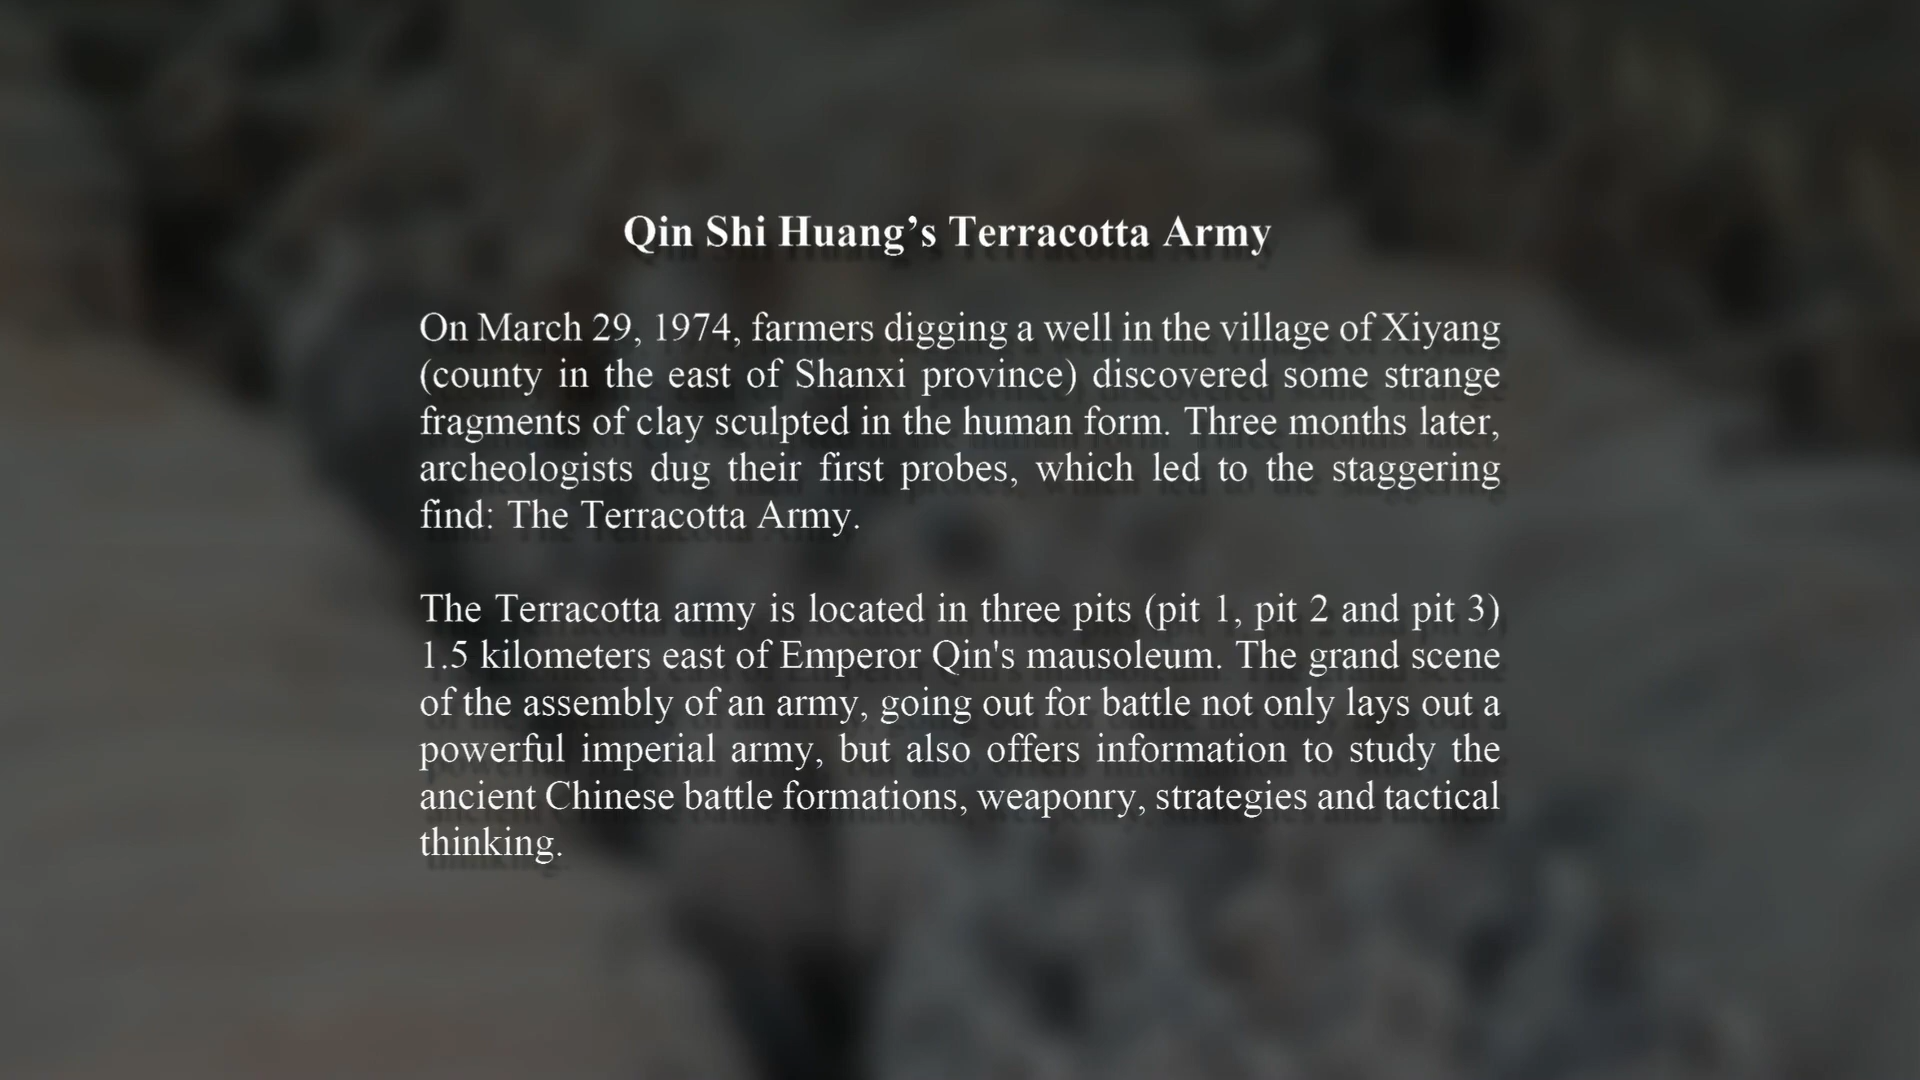 Qin Shi Huang’s Terracotta Army
On March 29, 1974, farmers digging a well in the village of Xiyang
(county in the east of Shanxi province) discovered some strange
fragments of clay sculpted in the human form. Three months later,
archeologists dug their first probes, which led to the staggering
find: The Terracotta Army.
The Terracotta army is located in three pits (pit 1, pit 2 and pit 3)
1.5 kilometers east of Emperor Qin's mausoleum. The grand scene
of the assembly of an army, going out for battle not only lays out a
powerful imperial army, but also offers information to study the
ancient Chinese battle formations, weaponry, strategies and tactical
thinking.